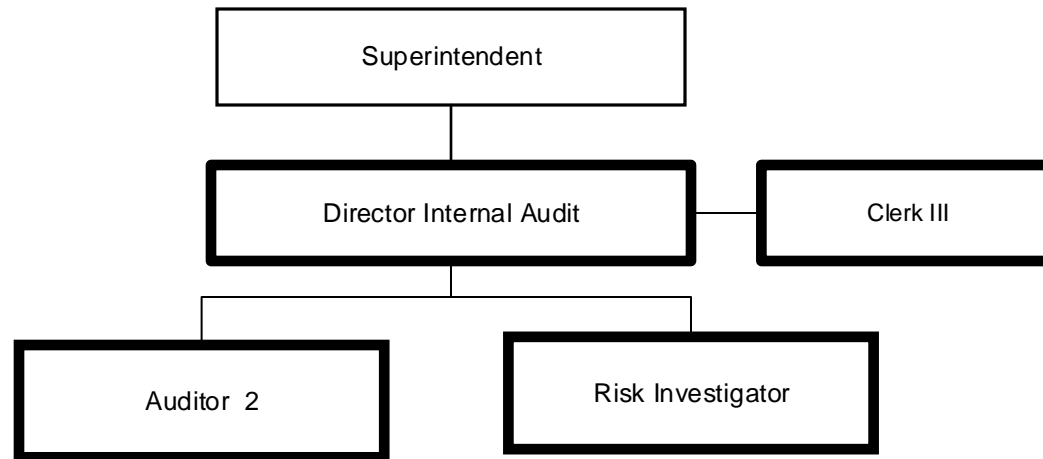 Superintendent
Director Internal Audit
Clerk III
Auditor  2
Risk Investigator